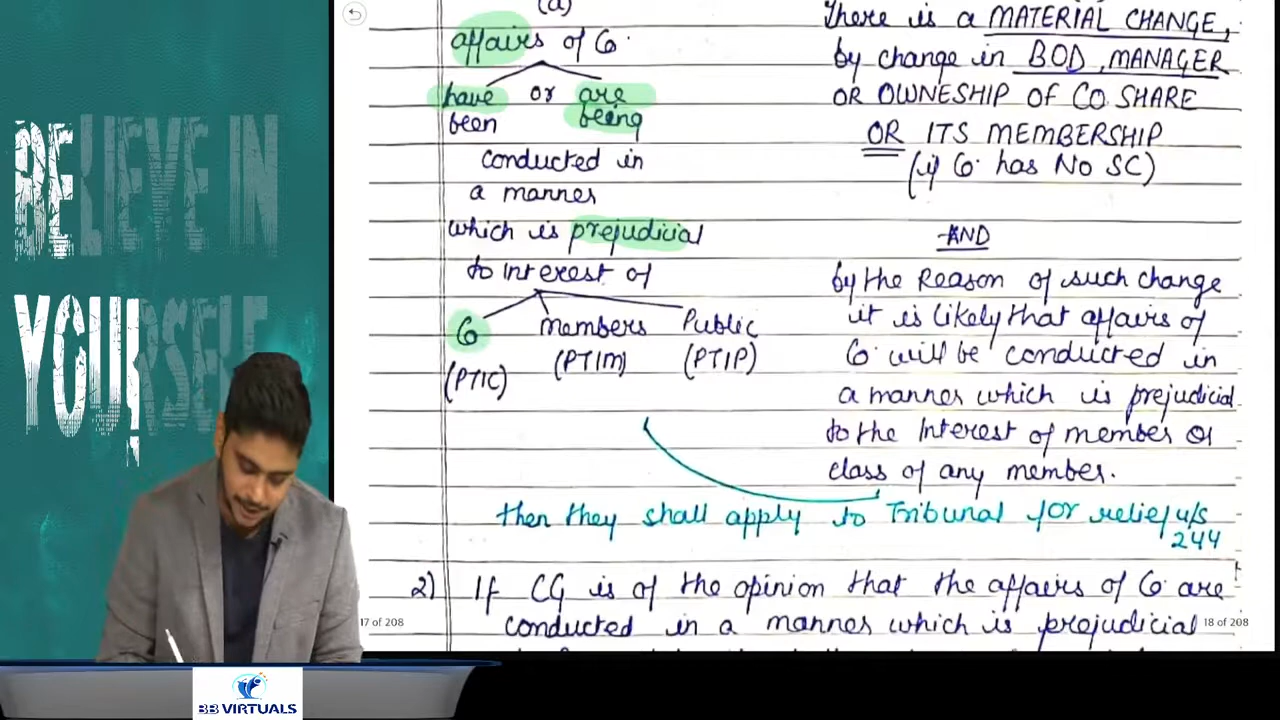 BELIEVE IN
YOURSELF
(a)
affairs of Co.
have or are
been being
conducted in
a manner
which is prejudicial
to Interest of
Co members Public
(PTIC) (PTIM) (PTIP)
There is a MATERIAL CHANGE,
by change in BOD, MANAGER
OR OWNESHIP OF CO SHARE
OR ITS MEMBERSHIP
(if Co. has No SC)
AND
by the Reason of such change
it is likely that affairs of
Co will be conducted in
a manner which is prejudicial
to the Interest of member or
class of any member.
then they shall apply to Tribunal for relief u/s
244
2) If CG is of the opinion that the affairs of Co are
conducted in a manner which is prejudicial
17 of 208
18 of 208
BB VIRTUALS